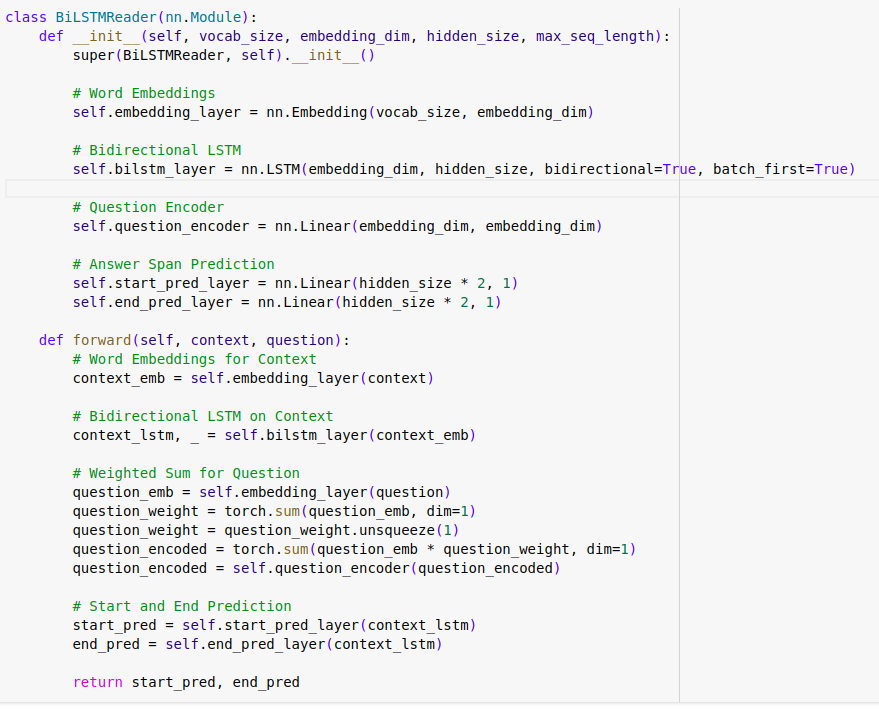 class BiLSTMReader(nn.Module):
    def __init__(self, vocab_size, embedding_dim, hidden_size, max_seq_length):
        super(BiLSTMReader, self).__init__()

        # Word Embeddings
        self.embedding_layer = nn.Embedding(vocab_size, embedding_dim)

        # Bidirectional LSTM
        self.bilstm_layer = nn.LSTM(embedding_dim, hidden_size, bidirectional=True, batch_first=True)

        # Question Encoder
        self.question_encoder = nn.Linear(embedding_dim, embedding_dim)

        # Answer Span Prediction
        self.start_pred_layer = nn.Linear(hidden_size * 2, 1)
        self.end_pred_layer = nn.Linear(hidden_size * 2, 1)

    def forward(self, context, question):
        # Word Embeddings for Context
        context_emb = self.embedding_layer(context)

        # Bidirectional LSTM on Context
        context_lstm, _ = self.bilstm_layer(context_emb)

        # Weighted Sum for Question
        question_emb = self.embedding_layer(question)
        question_weight = torch.sum(question_emb, dim=1)
        question_weight = question_weight.unsqueeze(1)
        question_encoded = torch.sum(question_emb * question_weight, dim=1)
        question_encoded = self.question_encoder(question_encoded)

        # Start and End Prediction
        start_pred = self.start_pred_layer(context_lstm)
        end_pred = self.end_pred_layer(context_lstm)

        return start_pred, end_pred